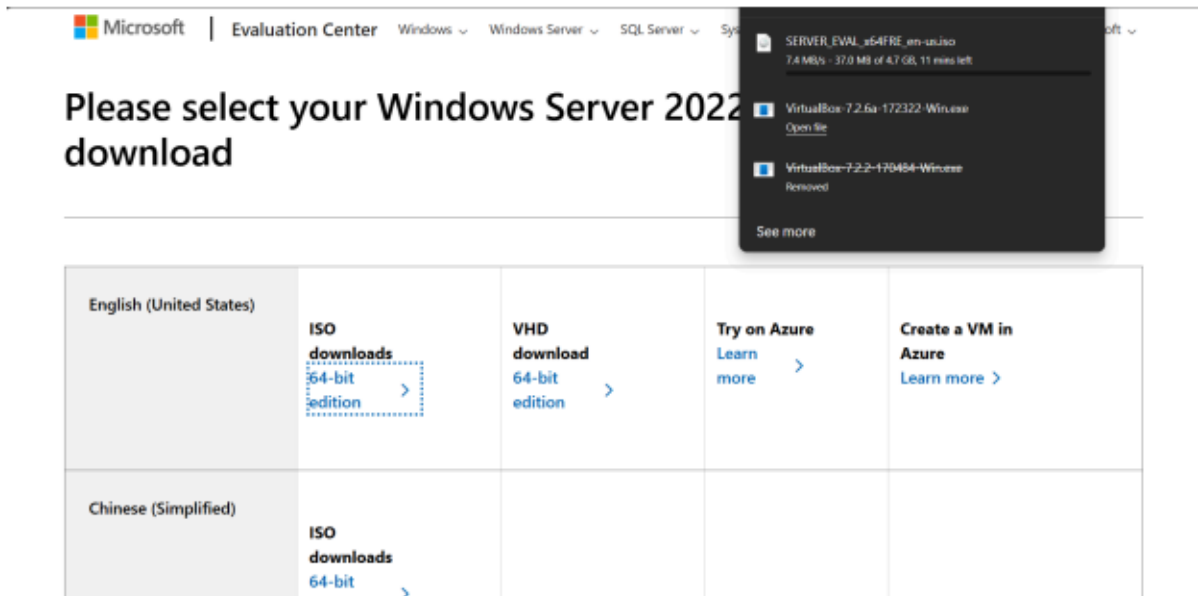 Microsoft
Evaluation Center
Windows
Windows Server
SQL Server
Sys
oft
SERVER_EVAL_x64FRE_en-us.iso
7.4 MB/s - 37.0 MB of 4.7 GB, 11 mins left
VirtualBox-7.2.6a-172322-Win.exe
Open file
VirtualBox-7.2.2-170484-Win.exe
Removed
See more
Please select your Windows Server 2022
download
English (United States)
ISO
downloads
64-bit
edition
VHD
download
64-bit
edition
Try on Azure
Learn
more
Create a VM in
Azure
Learn more
Chinese (Simplified)
ISO
downloads
64-bit